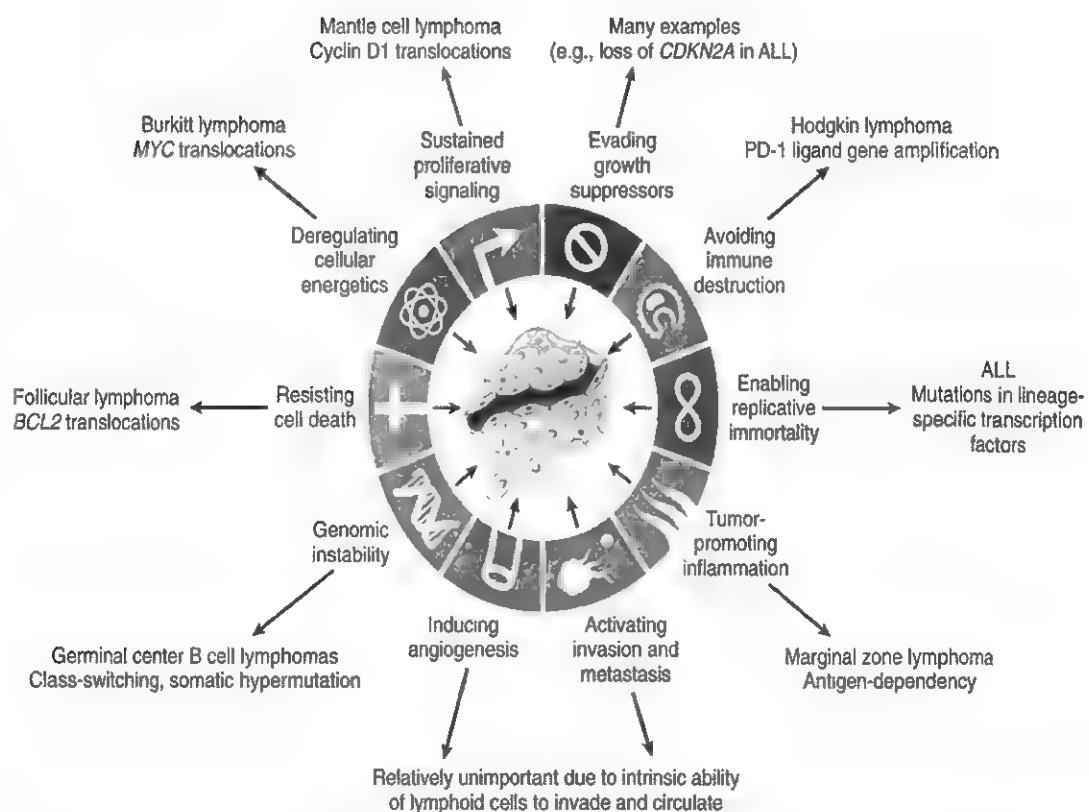 Mantle cell lymphoma
Cyclin D1 translocations
Many examples
(e.g., loss of CDKN2A in ALL)
Burkitt lymphoma
MYC translocations
Sustained
proliferative
signaling
Evading
growth
suppressors
Hodgkin lymphoma
PD-1 ligand gene amplification
Deregulating
cellular
energetics
Avoiding
immune
destruction
Follicular lymphoma
BCL2 translocations
Resisting
cell death
Enabling
replicative
immortality
ALL
Mutations in lineage-
specific transcription
factors
Genomic
instability
Tumor-
promoting
inflammation
Germinal center B cell lymphomas
Class-switching, somatic hypermutation
Inducing
angiogenesis
Activating
invasion and
metastasis
Marginal zone lymphoma
Antigen-dependency
Relatively unimportant due to intrinsic ability
of lymphoid cells to invade and circulate